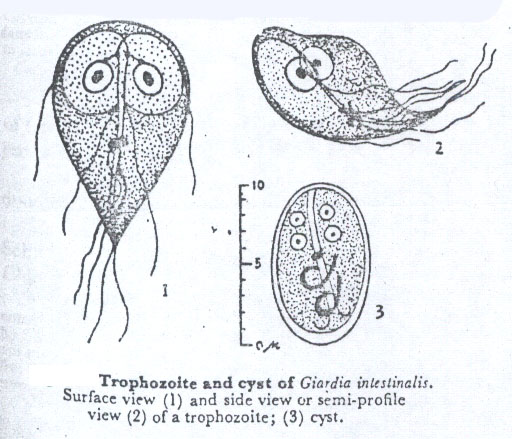 2
10
5
0 μ
1
3
Trophozoite and cyst of Giardia intestinalis.
Surface view (1) and side view or semi-profile
view (2) of a trophozoite; (3) cyst.